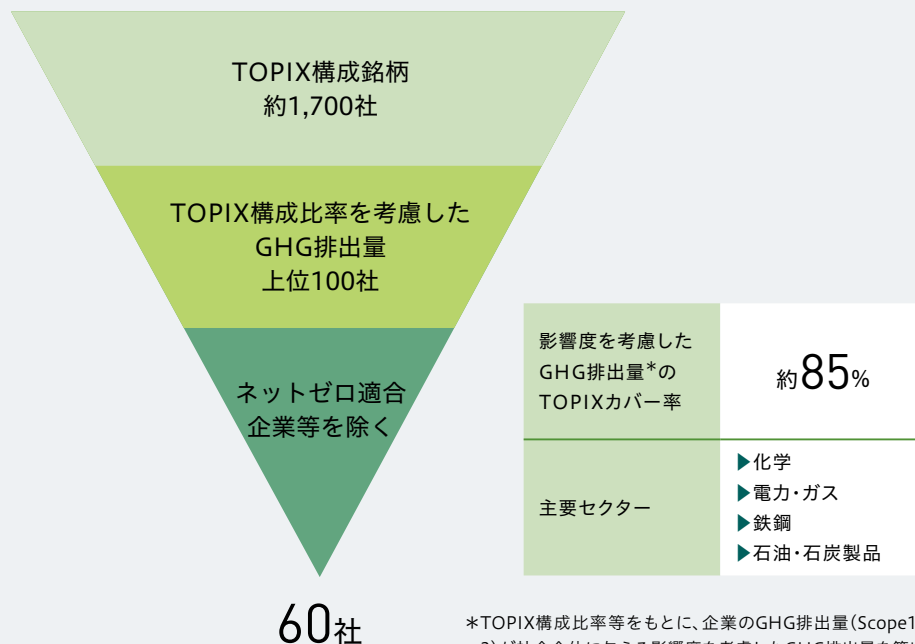 TOPIX構成銘柄
約1,700社
TOPIX構成比率を考慮した
GHG排出量
上位100社
ネットゼロ適合
企業等を除く
60社
影響度を考慮した
GHG排出量*の
TOPIXカバー率
約85%
主要セクター
▶化学
▶電力・ガス
▶鉄鋼
▶石油・石炭製品
*TOPIX構成比率等をもとに、企業のGHG排出量(Scope1